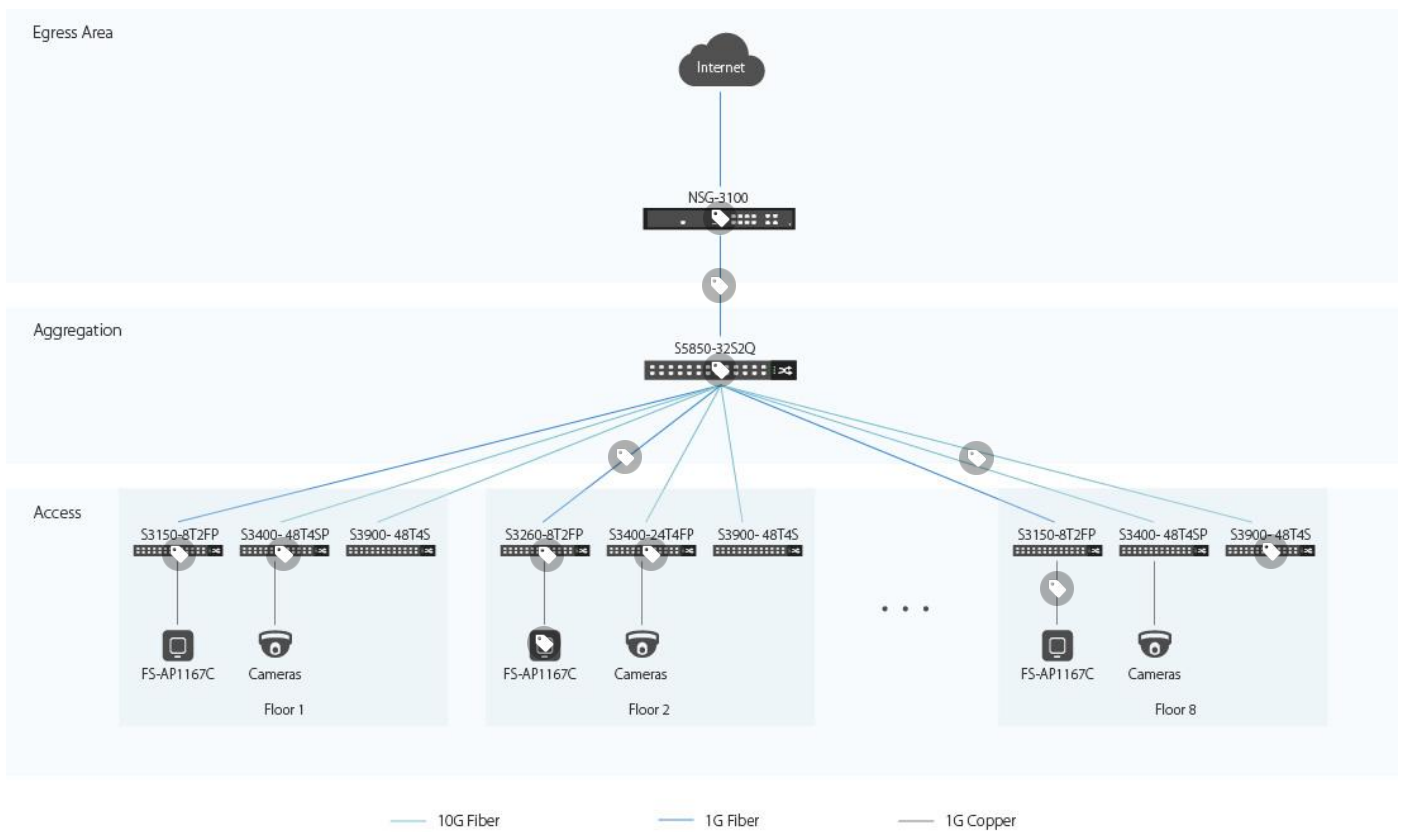 Egress Area
Internet
NSG-3100
Aggregation
S5850-32S2Q
Access
S3150-8T2FP S3400- 48T4SP S3900- 48T4S S3260-8T2FP S3400-24T4FP S3900- 48T4S S3150-8T2FP S3400- 48T4SP S3900- 48T4S
FS-AP1167C Cameras FS-AP1167C Cameras FS-AP1167C Cameras
Floor 1 Floor 2 Floor 8
10G Fiber 1G Fiber 1G Copper